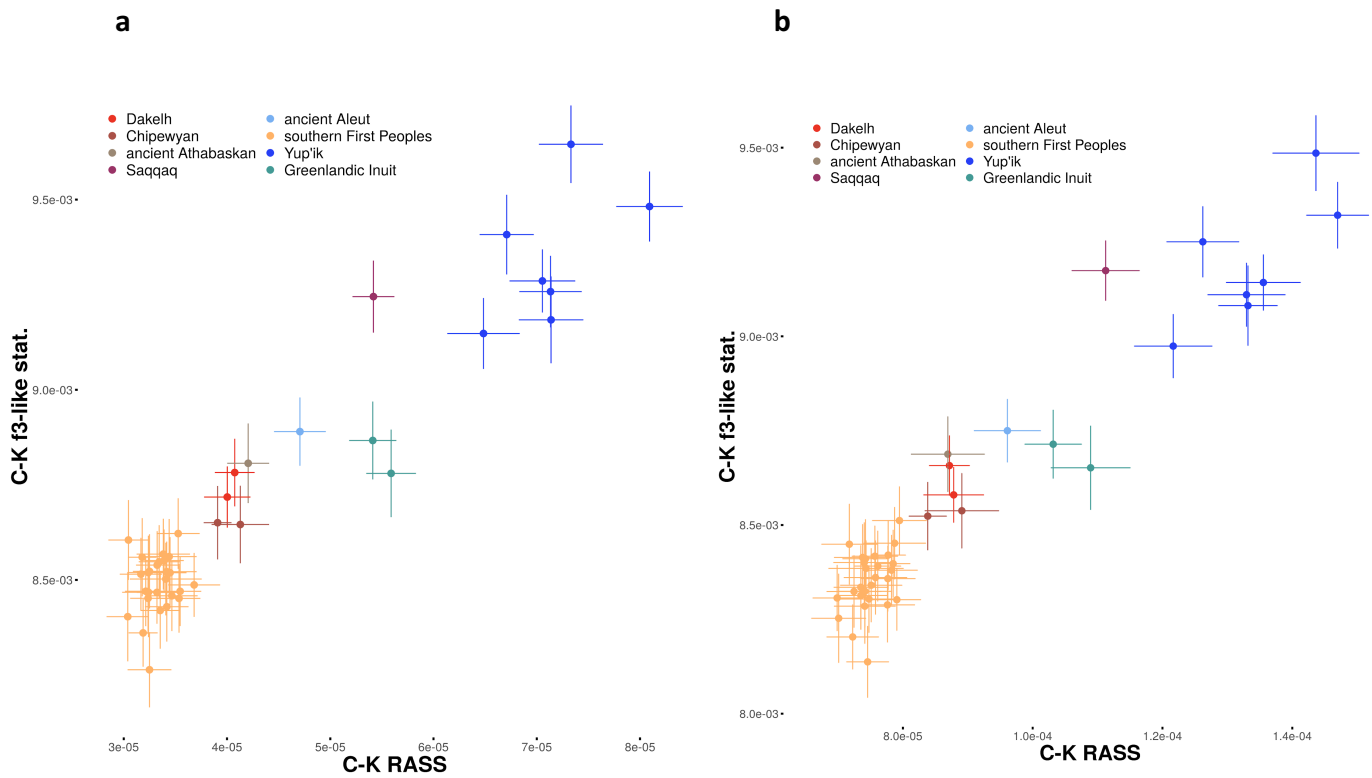 a
Dakelh
Chipewyan
ancient Athabaskan
Saqqaq
ancient Aleut
southern First Peoples
Yup'ik
Greenlandic Inuit
C-K f3-like stat.
9.5e-03
9.0e-03
8.5e-03
3e-05 4e-05 5e-05 6e-05 7e-05 8e-05
C-K RASS
b
Dakelh
Chipewyan
ancient Athabaskan
Saqqaq
ancient Aleut
southern First Peoples
Yup'ik
Greenlandic Inuit
C-K f3-like stat.
9.5e-03
9.0e-03
8.5e-03
8.0e-03
8.0e-05 1.0e-04 1.2e-04 1.4e-04
C-K RASS